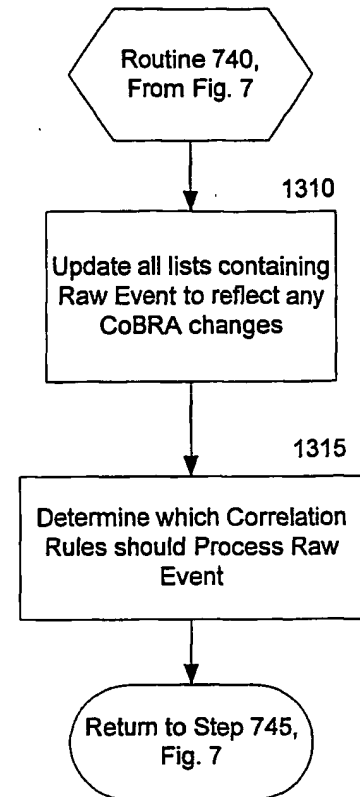 Routine 740,
From Fig. 7
1310
Update all lists containing
Raw Event to reflect any
CoBRA changes
1315
Determine which Correlation
Rules should Process Raw
Event
Return to Step 745,
Fig. 7